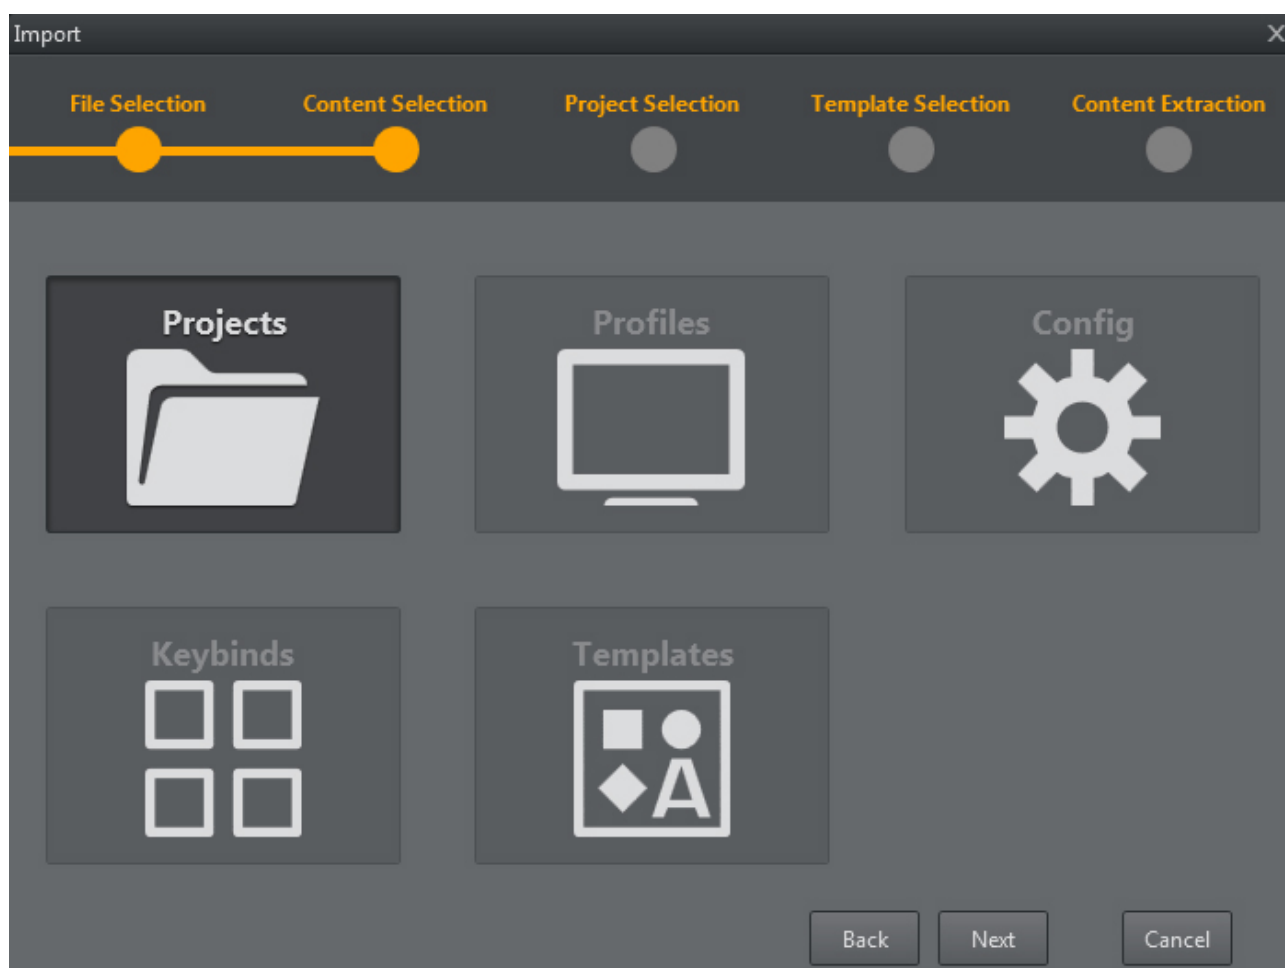 Import X
File Selection Content Selection Project Selection Template Selection Content Extraction
Projects Profiles Config
Keybinds Templates
A
Back Next Cancel